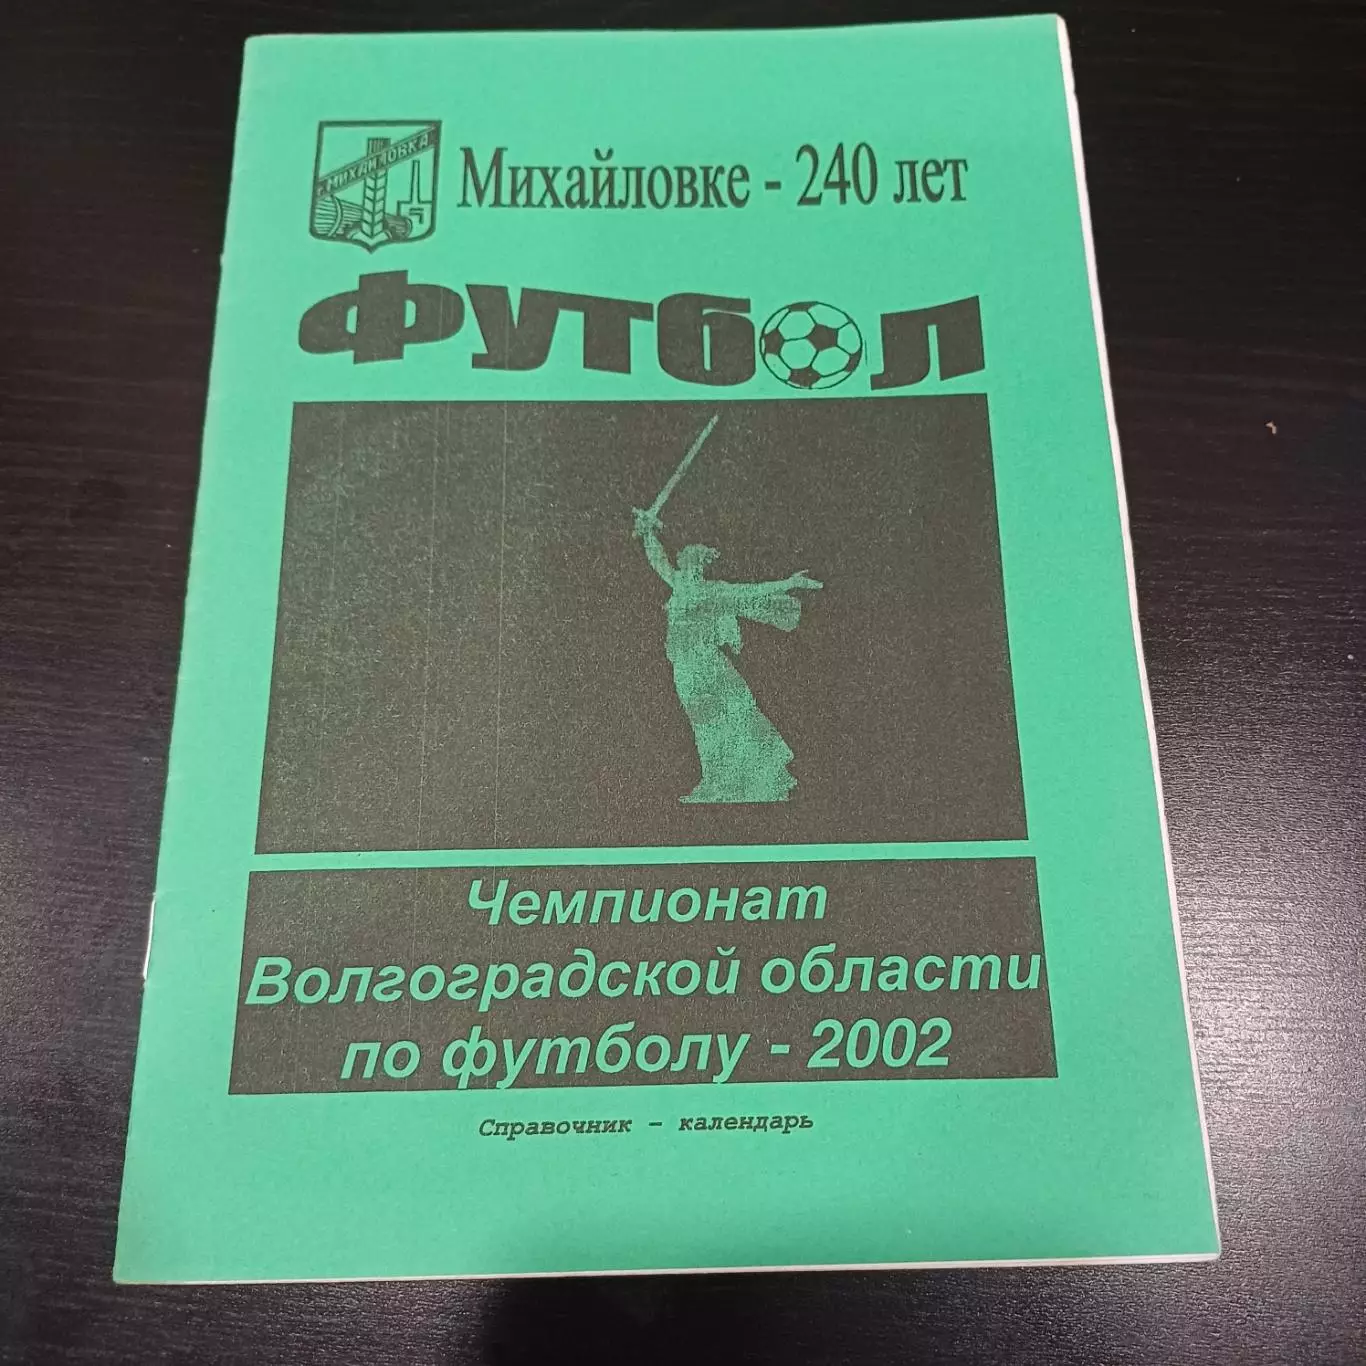 г. МИХАЙЛОВКА
Михайловке - 240 лет
ФУТБОЛ
Чемпионат
Волгоградской области
по футболу - 2002
Справочник - календарь